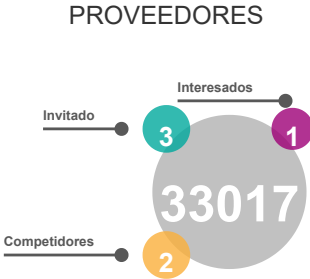 PROVEEDORES
Interesados
1
Invitado
3
33017
Competidores
2